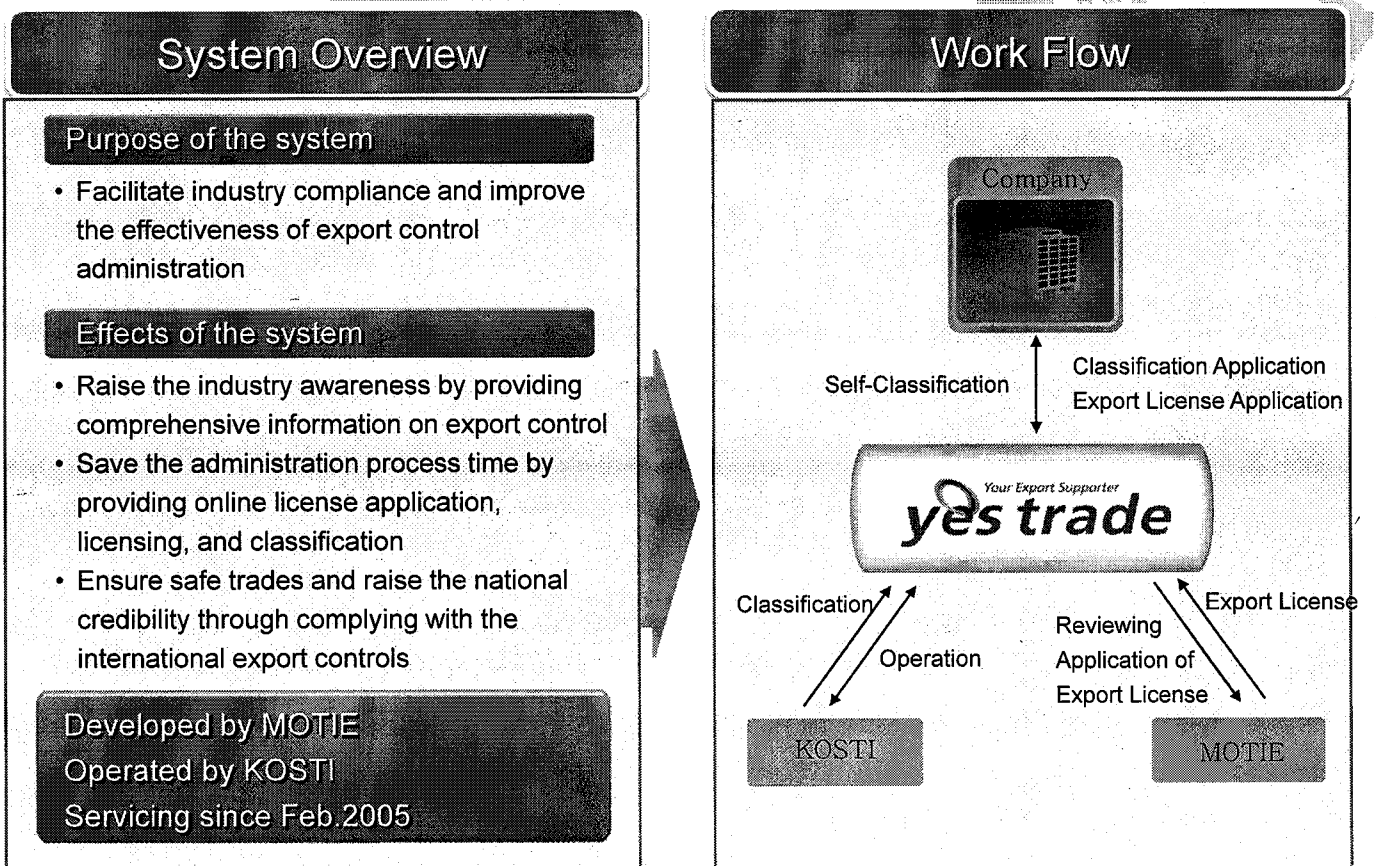 System Overview
Purpose of the system
• Facilitate industry compliance and improve
the effectiveness of export control
administration
Effects of the system
• Raise the industry awareness by providing
comprehensive information on export control
• Save the administration process time by
providing online license application,
licensing, and classification
• Ensure safe trades and raise the national
credibility through complying with the
international export controls
Developed by MOTIE
Operated by KOSTI
Servicing since Feb.2005
Work Flow
Company
Self-Classification
Classification Application
Export License Application
Your Export Supporter
yes trade
Classification
Operation
Reviewing
Application of
Export License
Export License
KOSTI
MOTIE